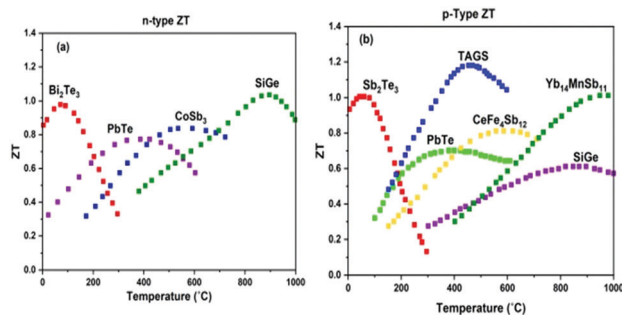 n-type ZT
(a)
1.4
1.2
1.0
0.8
0.6
0.4
0.2
0.0
ZT
Bi₂Te₃
PbTe
CoSb₃
SiGe
0 200 400 600 800 1000
Temperature (°C)
p-Type ZT
(b)
1.4
1.2
1.0
0.8
0.6
0.4
0.2
0.0
ZT
Sb₂Te₃
TAGS
Yb₁₄MnSb₁₁
CeFe₄Sb₁₂
PbTe
SiGe
0 200 400 600 800 1000
Temperature (°C)